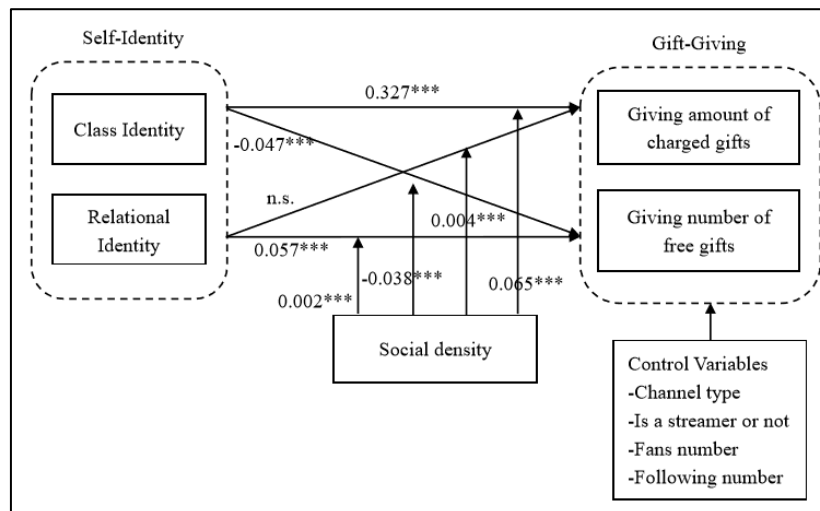 Self-Identity
Gift-Giving
Class Identity
Relational
Identity
0.327***
-0.047***
n.s.
0.057***
0.004***
-0.038***
0.065***
0.002***
Giving amount of
charged gifts
Giving number of
free gifts
Social density
Control Variables
-Channel type
-Is a streamer or not
-Fans number
-Following number